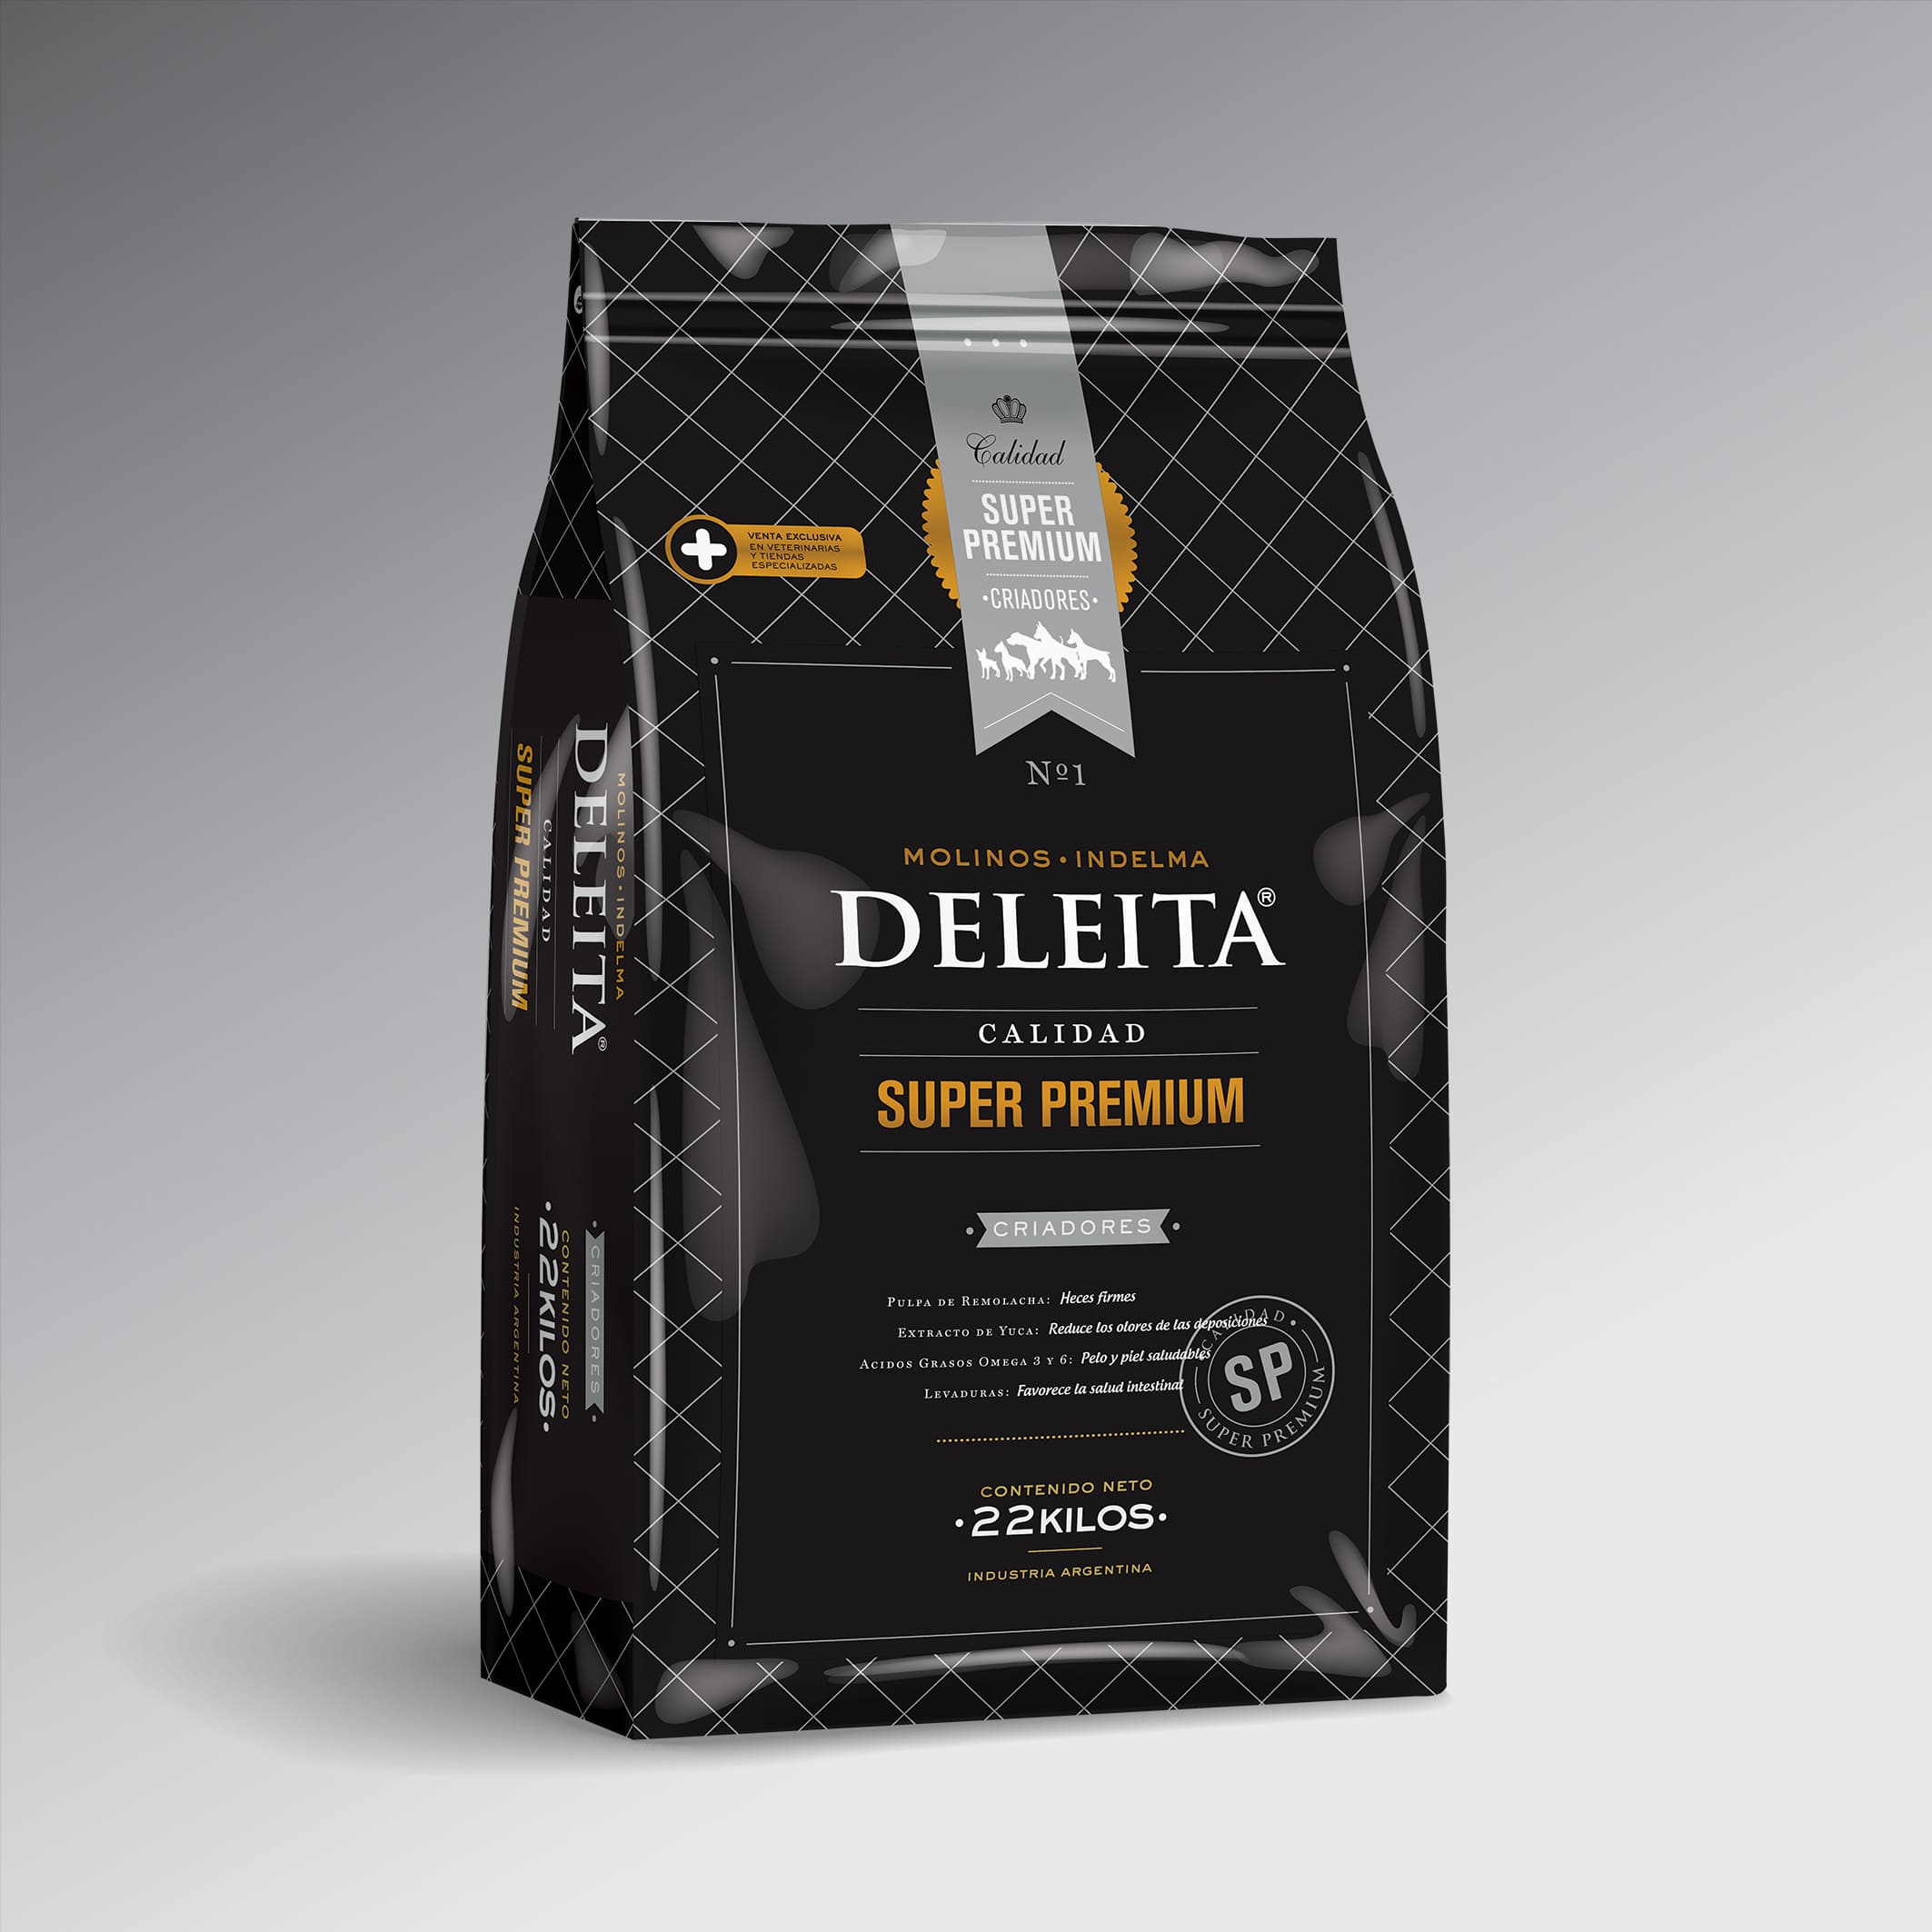 Calidad
SUPER
PREMIUM
•CRIADORES•
VENTA EXCLUSIVA
EN VETERINARIAS
Y TIENDAS
ESPECIALIZADAS
Nº1
MOLINOS•INDELMA
DELEITA®
CALIDAD
SUPER PREMIUM
•CRIADORES•
PULPA DE REMOLACHA: Heces firmes
EXTRACTO DE YUCA: Reduce los olores de las deposiciones
ACIDOS GRASOS OMEGA 3 Y 6: Pelo y piel saludables
LEVADURAS: Favorece la salud intestinal
•CALIDAD•
SP
SUPER PREMIUM
CONTENIDO NETO
•22KILOS•
INDUSTRIA ARGENTINA
MOLINOS•INDELMA
DELEITA®
CALIDAD
SUPER PREMIUM
•CRIADORES•
CONTENIDO NETO
•22KILOS•
INDUSTRIA ARGENTINA